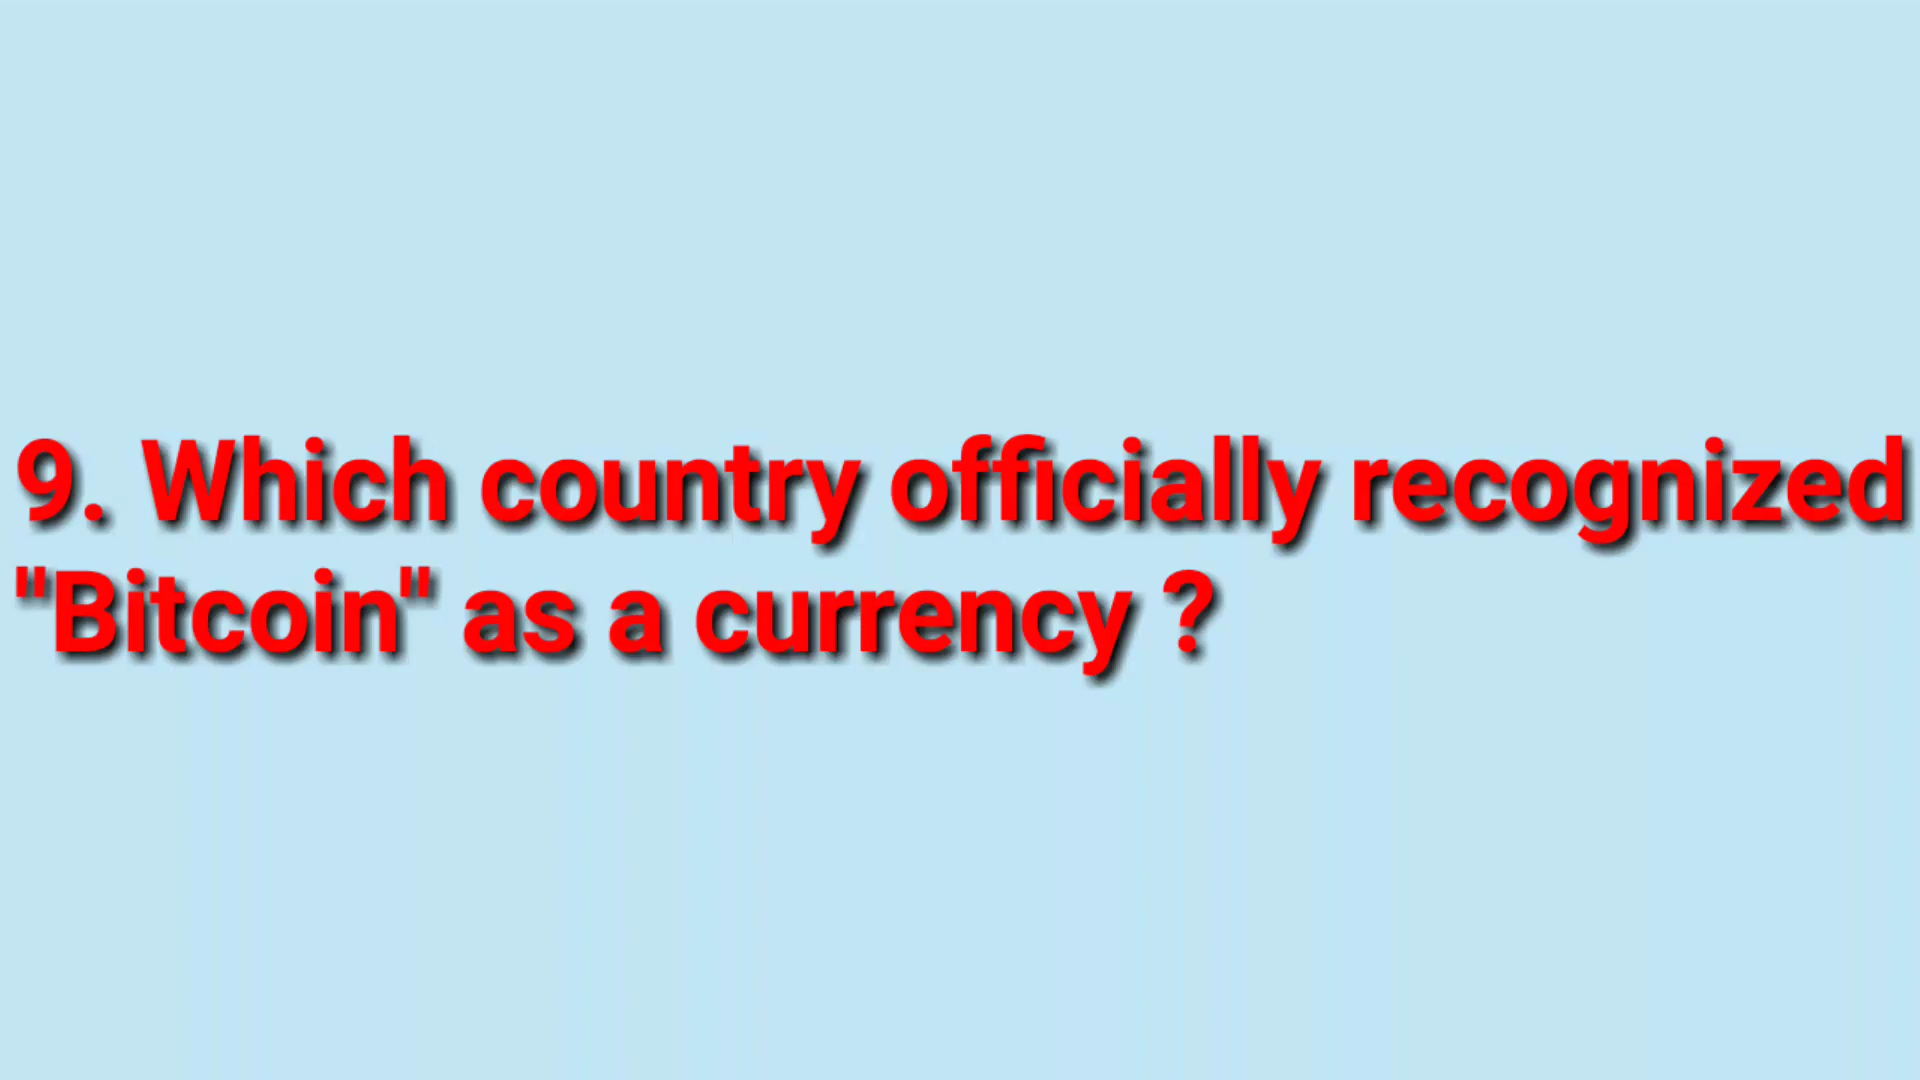 9. Which country officially recognized
"Bitcoin" as a currency ?